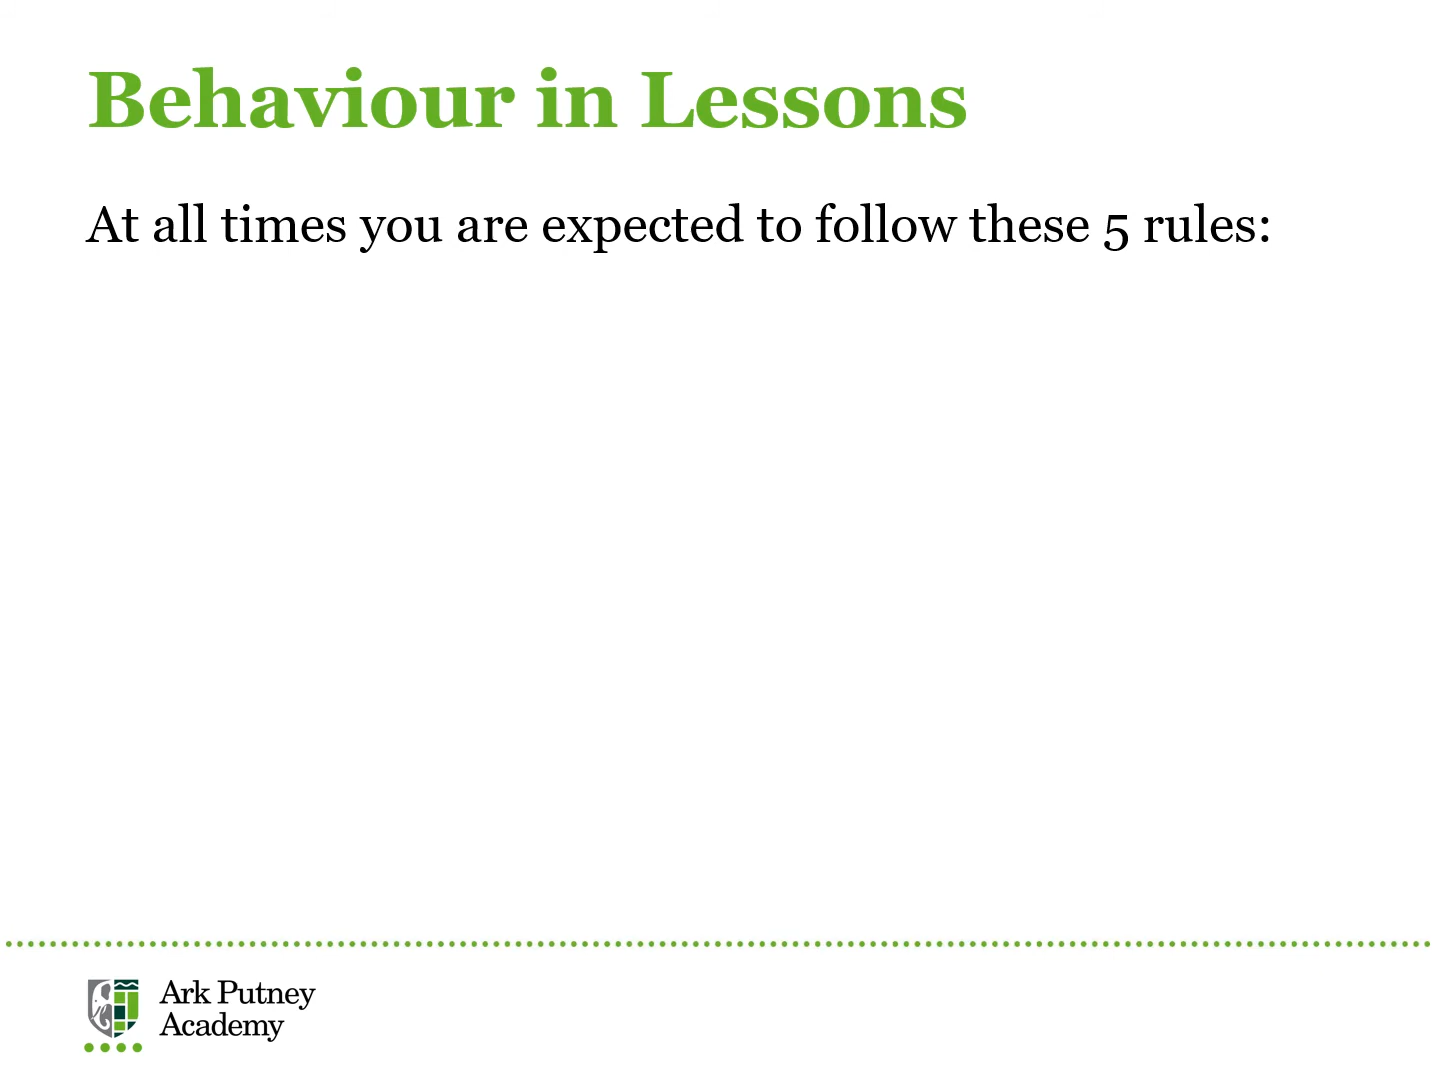 Behaviour in Lessons
At all times you are expected to follow these 5 rules:
Ark Putney
Academy